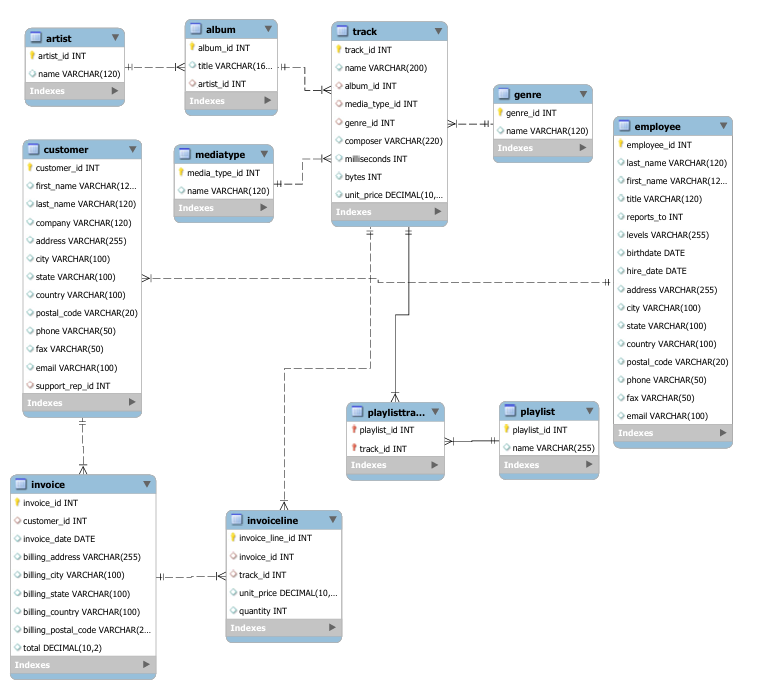 artist
artist_id INT
name VARCHAR(120)
Indexes
album
album_id INT
title VARCHAR(16...
artist_id INT
Indexes
track
track_id INT
name VARCHAR(200)
album_id INT
media_type_id INT
genre_id INT
composer VARCHAR(220)
milliseconds INT
bytes INT
unit_price DECIMAL(10,...
Indexes
genre
genre_id INT
name VARCHAR(120)
Indexes
employee
employee_id INT
last_name VARCHAR(120)
first_name VARCHAR(12...
title VARCHAR(120)
reports_to INT
levels VARCHAR(255)
birthdate DATE
hire_date DATE
address VARCHAR(255)
city VARCHAR(100)
state VARCHAR(100)
country VARCHAR(100)
postal_code VARCHAR(20)
phone VARCHAR(50)
fax VARCHAR(50)
email VARCHAR(100)
Indexes
customer
customer_id INT
first_name VARCHAR(12...
last_name VARCHAR(120)
company VARCHAR(120)
address VARCHAR(255)
city VARCHAR(100)
state VARCHAR(100)
country VARCHAR(100)
postal_code VARCHAR(20)
phone VARCHAR(50)
fax VARCHAR(50)
email VARCHAR(100)
support_rep_id INT
Indexes
mediatype
media_type_id INT
name VARCHAR(120)
Indexes
playlisttra...
playlist_id INT
track_id INT
Indexes
playlist
playlist_id INT
name VARCHAR(255)
Indexes
invoice
invoice_id INT
customer_id INT
invoice_date DATE
billing_address VARCHAR(255)
billing_city VARCHAR(100)
billing_state VARCHAR(100)
billing_country VARCHAR(100)
billing_postal_code VARCHAR(2...
total DECIMAL(10,2)
Indexes
invoiceline
invoice_line_id INT
invoice_id INT
track_id INT
unit_price DECIMAL(10,...
quantity INT
Indexes